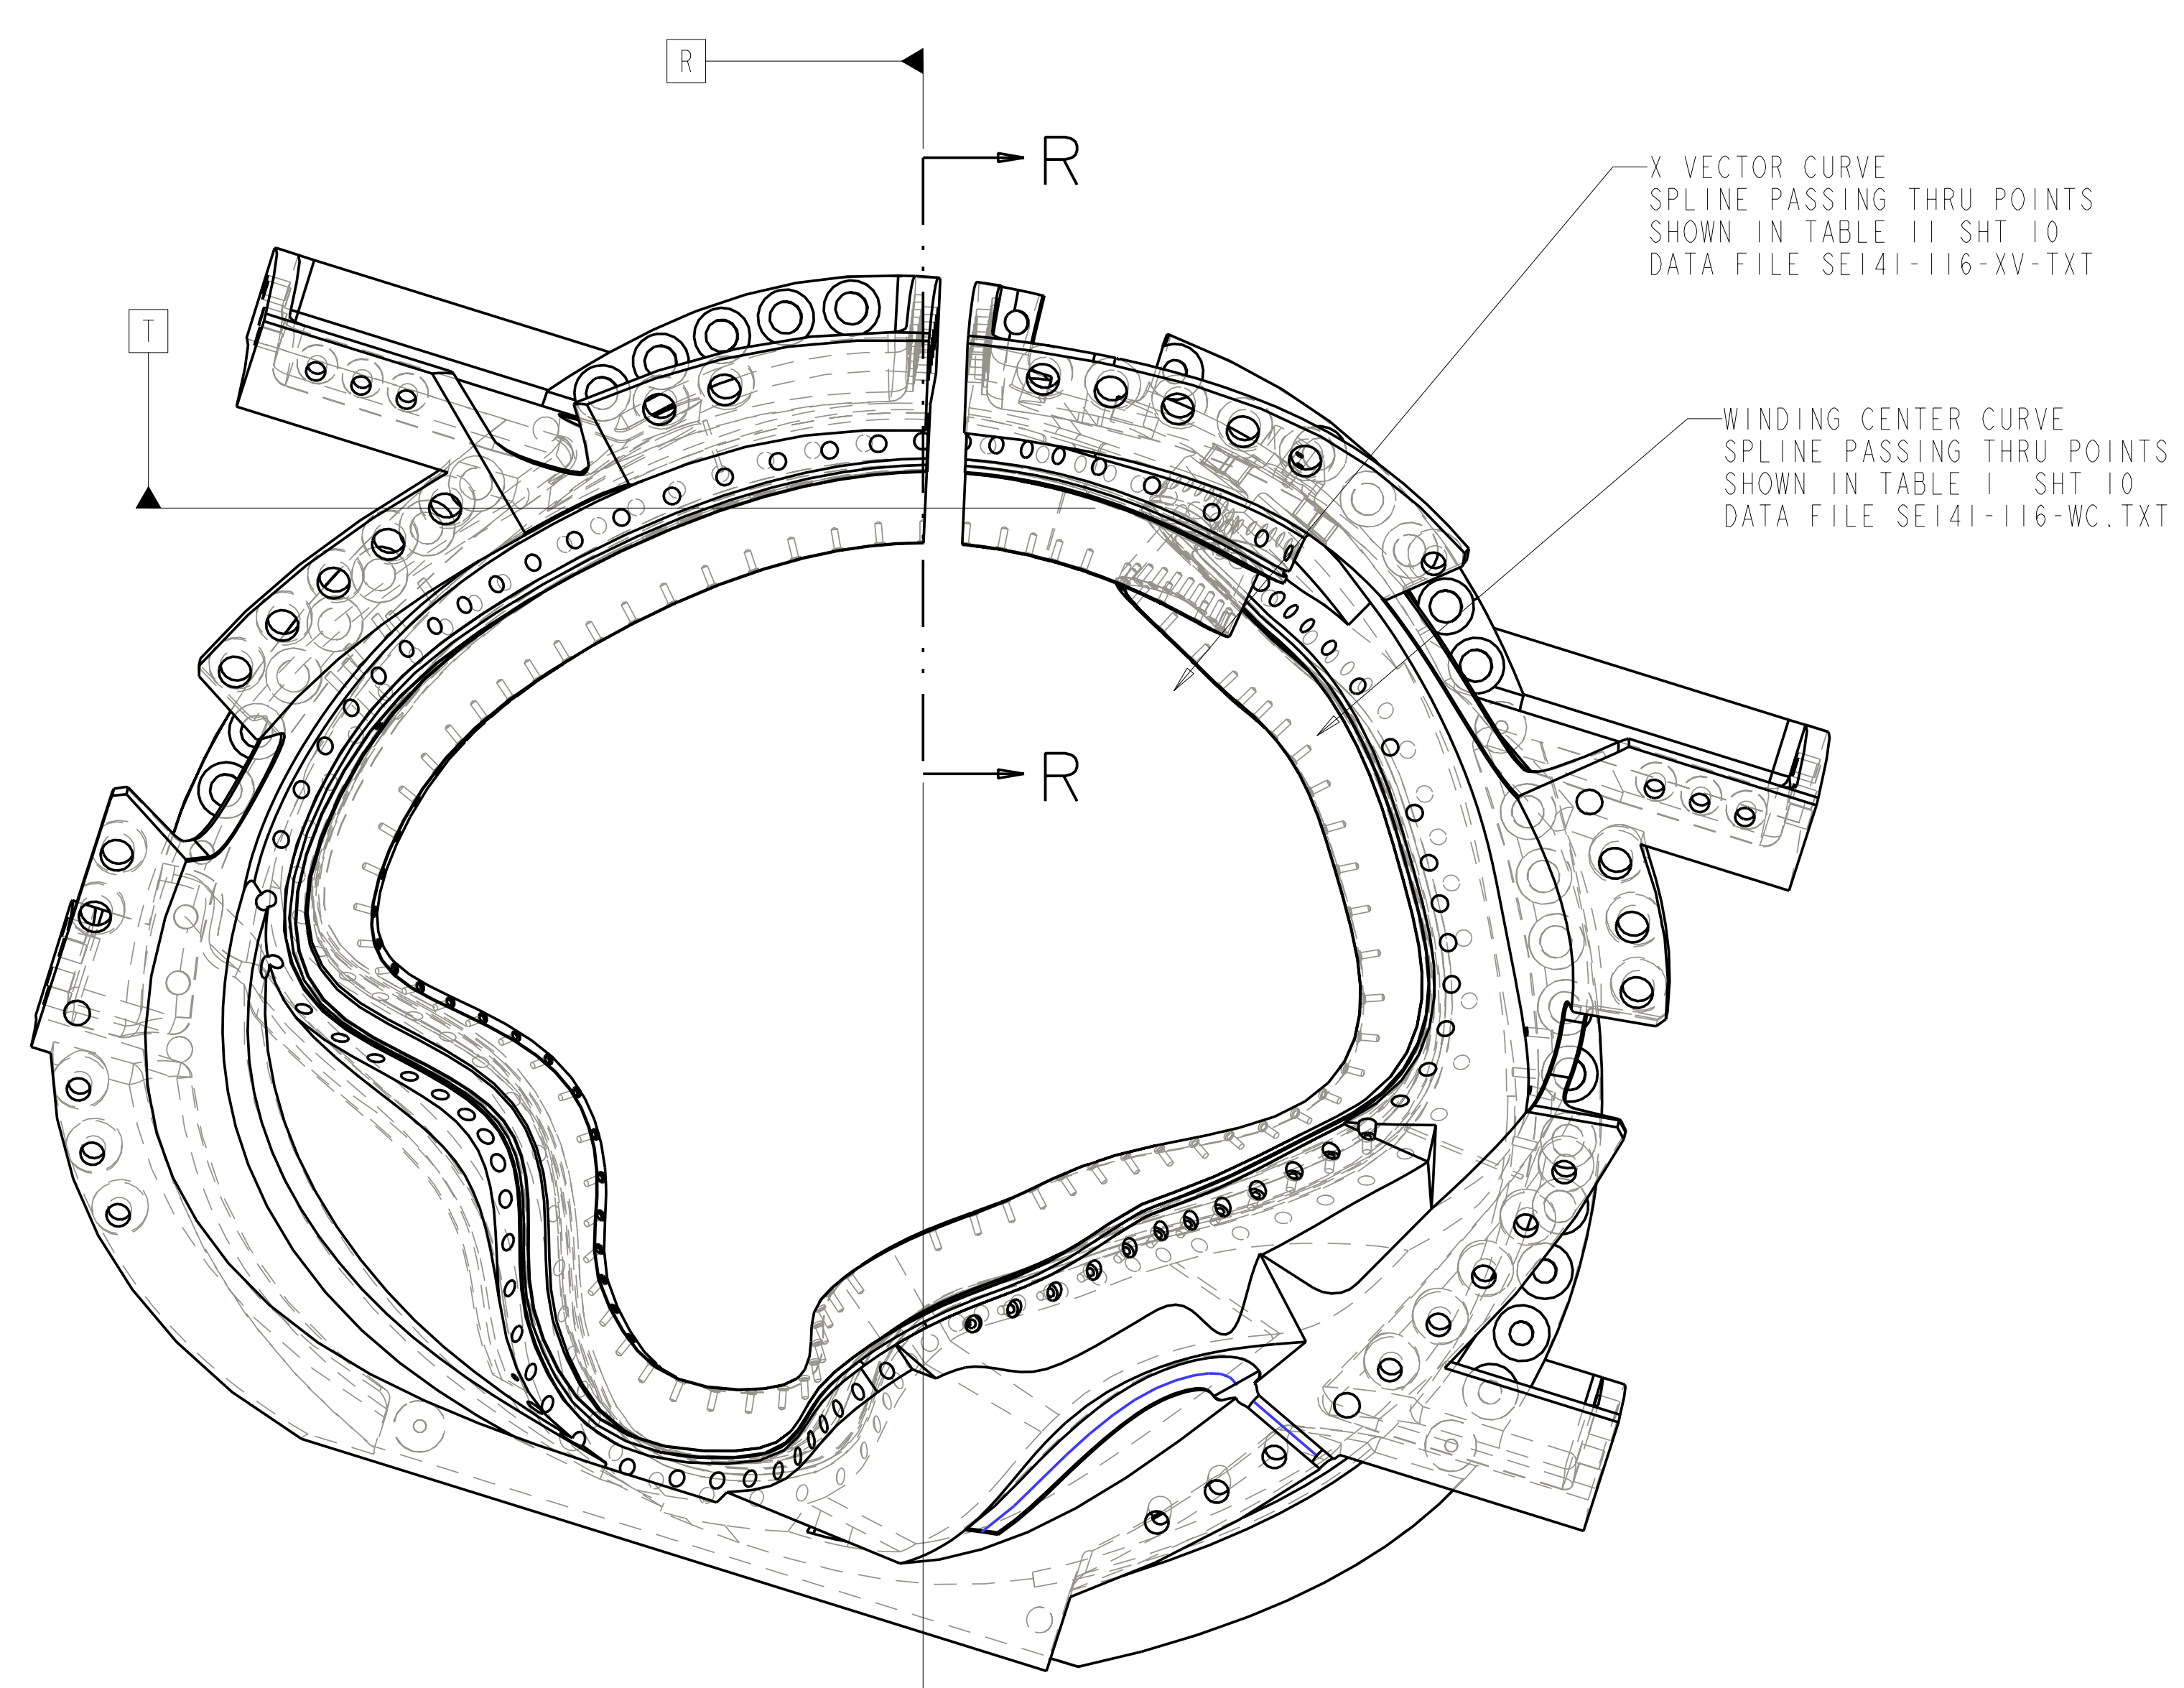 R
R
X VECTOR CURVE
SPLINE PASSING THRU POINTS
SHOWN IN TABLE II SHT 10
DATA FILE SE141-116-XV-TXT
T
WINDING CENTER CURVE
SPLINE PASSING THRU POINTS
SHOWN IN TABLE I SHT 10
DATA FILE SE141-116-WC.TXT
R